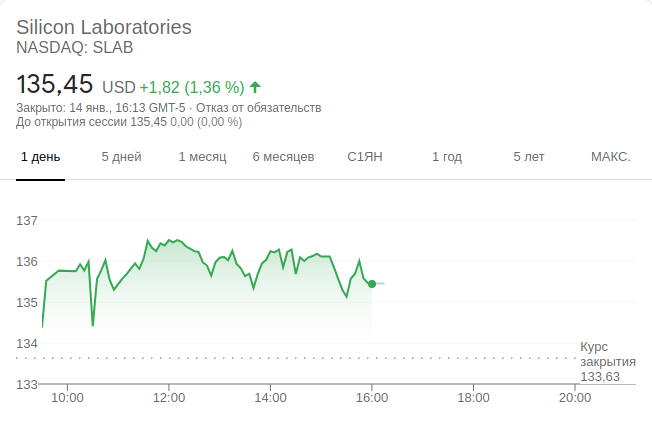 Silicon Laboratories
NASDAQ: SLAB
135,45 USD +1,82 (1,36 %)
Закрыто: 14 янв., 16:13 GMT-5 · Отказ от обязательств
До открытия сессии 135,45 0,00 (0,00 %)
1 день 5 дней 1 месяц 6 месяцев С1ЯН 1 год 5 лет МАКС.
137
136
135
134
Курс
закрытия
133,63
133
10:00 12:00 14:00 16:00 18:00 20:00